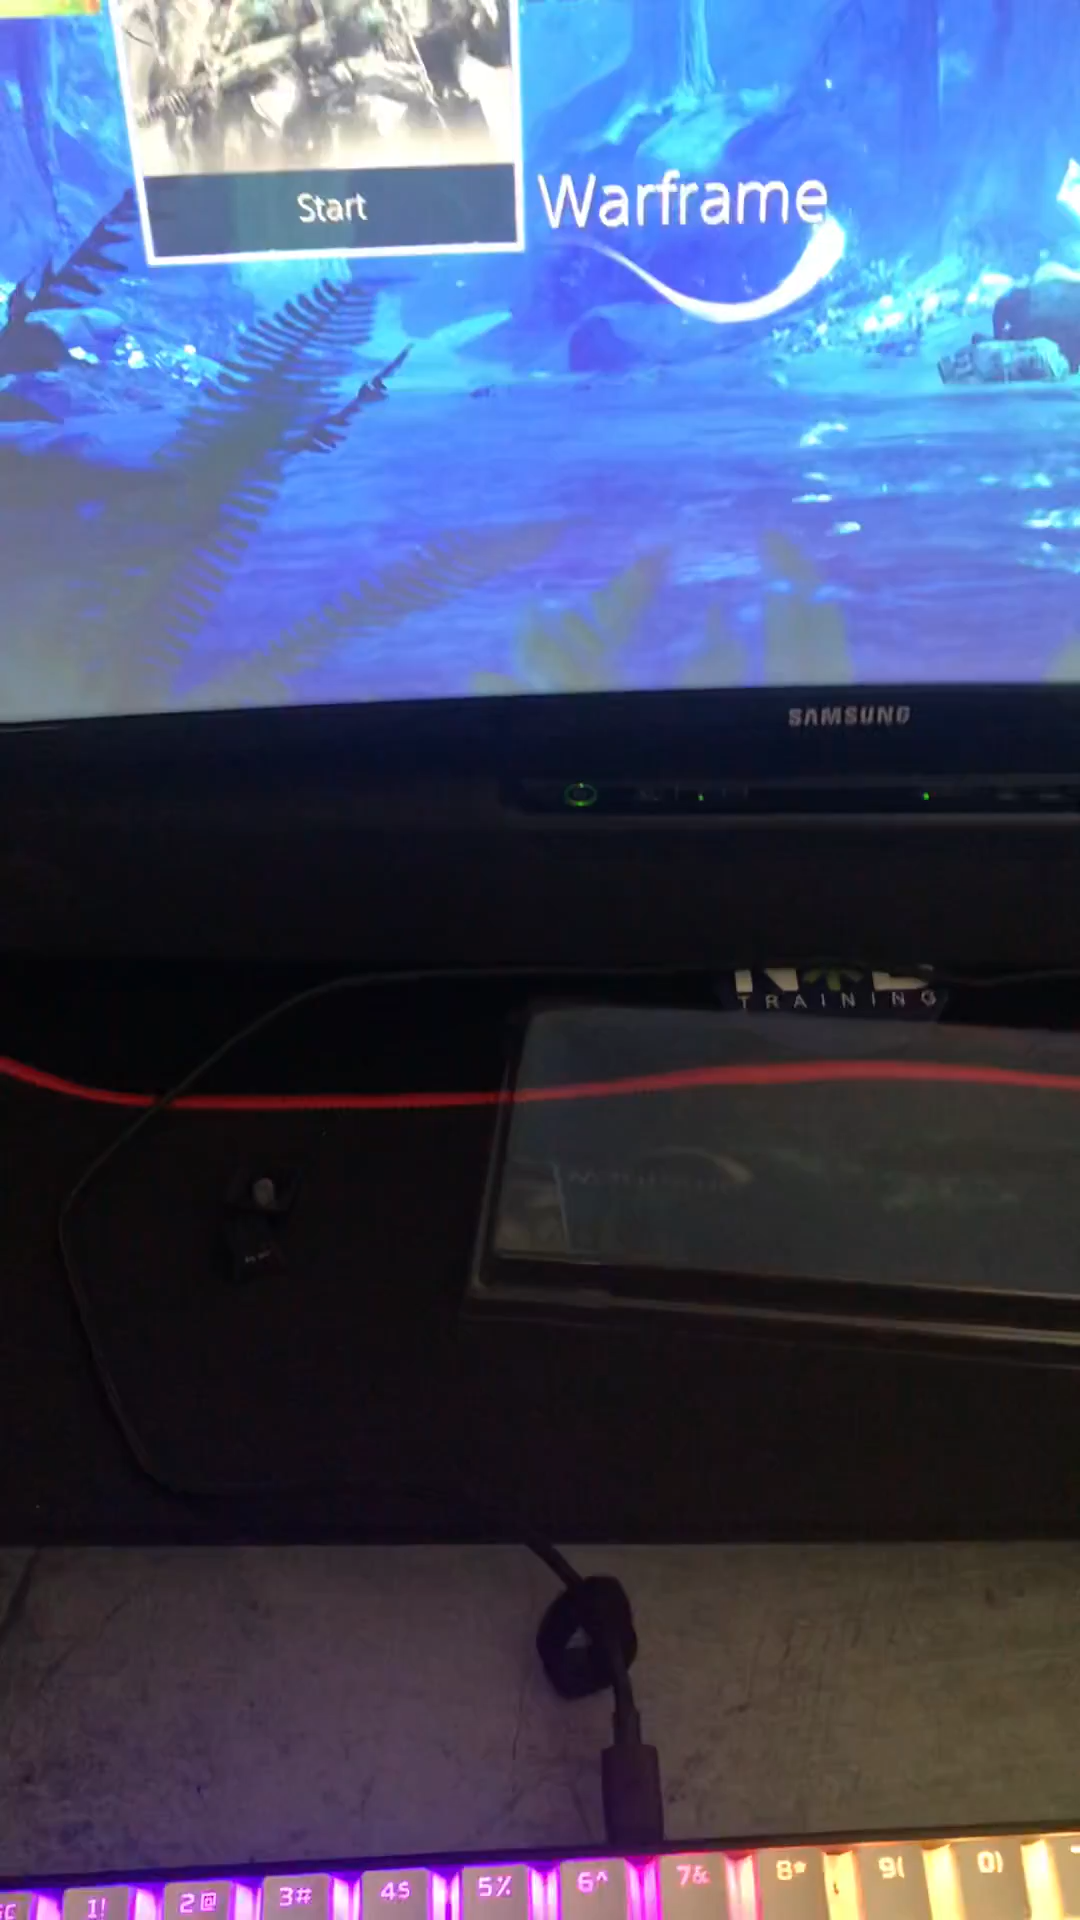 Start
Warframe
SAMSUNG
TRAINING
1!
2@
3#
4$
5%
6^
7&
8*
9(
0)